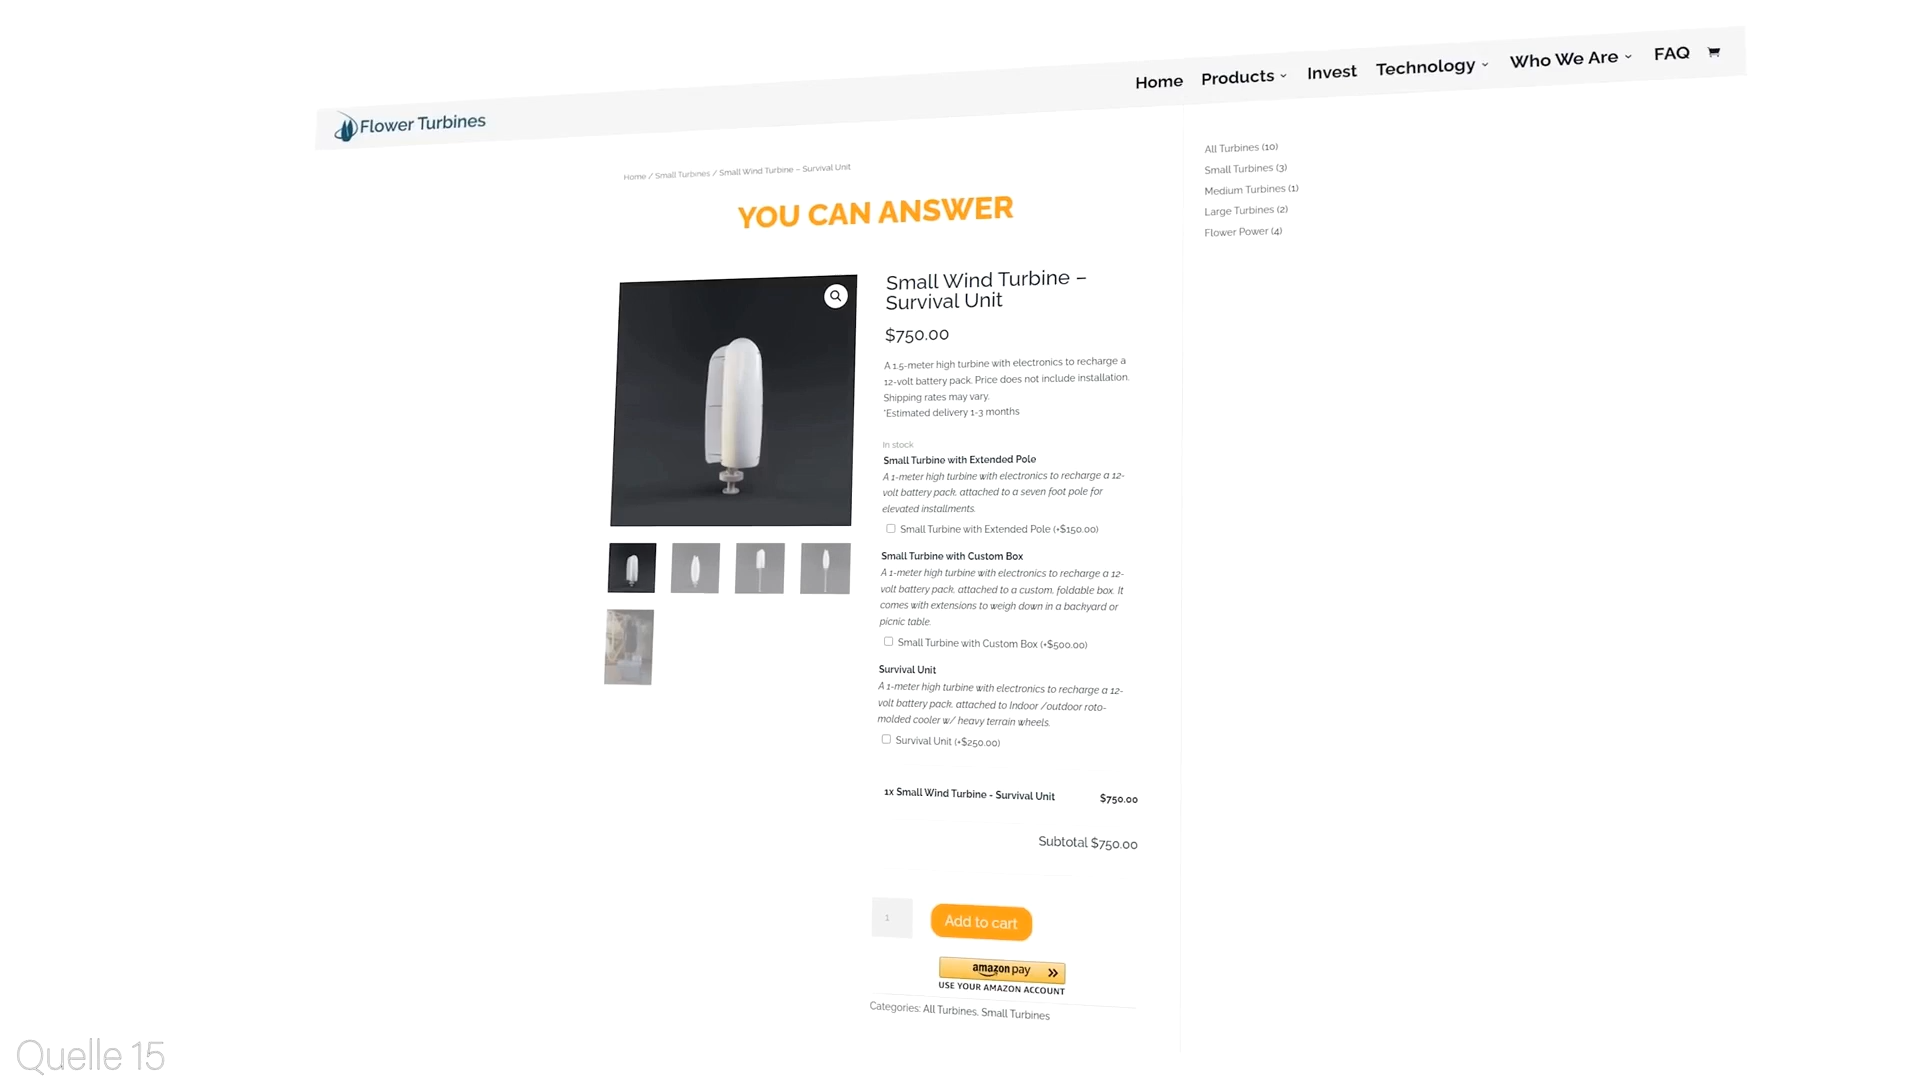 Home
Products
Invest
Technology
Who We Are
FAQ
Flower Turbines
Home / Small Turbines / Small Wind Turbine – Survival Unit
YOU CAN ANSWER
All Turbines (10)
Small Turbines (3)
Medium Turbines (1)
Large Turbines (2)
Flower Power (4)
Small Wind Turbine –
Survival Unit
$750.00
A 1.5-meter high turbine with electronics to recharge a
12-volt battery pack. Price does not include installation.
Shipping rates may vary.
*Estimated delivery 1-3 months
In stock
Small Turbine with Extended Pole
A 1-meter high turbine with electronics to recharge a 12-
volt battery pack, attached to a seven foot pole for
elevated installments.
Small Turbine with Extended Pole (+$150.00)
Small Turbine with Custom Box
A 1-meter high turbine with electronics to recharge a 12-
volt battery pack, attached to a custom, foldable box. It
comes with extensions to weigh down in a backyard or
picnic table.
Small Turbine with Custom Box (+$500.00)
Survival Unit
A 1-meter high turbine with electronics to recharge a 12-
volt battery pack, attached to Indoor /outdoor roto-
molded cooler w/ heavy terrain wheels.
Survival Unit (+$250.00)
1x Small Wind Turbine - Survival Unit $750.00
Subtotal $750.00
1
Add to cart
amazon pay
USE YOUR AMAZON ACCOUNT
Categories: All Turbines, Small Turbines
Quelle 15